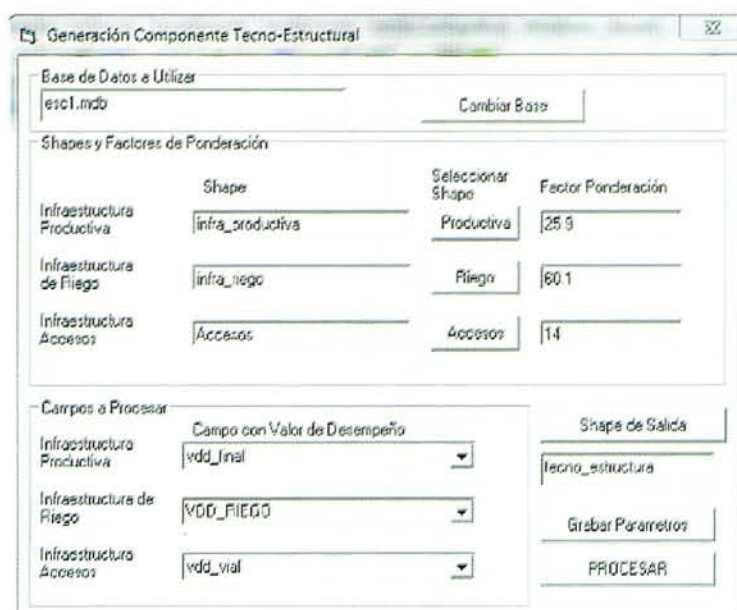 Generación Componente Tecno-Estructural
Base de Datos a Utilizar
esc1.mdb
Cambiar Base
Shapes y Factores de Ponderación
Shape
Seleccionar
Shape
Factor Ponderación
Infraestructura
Productiva
infra_productiva
Productiva
25.9
Infraestructura
de Riego
infra_riego
Riego
60.1
Infraestructura
Accesos
Accesos
Accesos
14
Campos a Procesar
Campo con Valor de Desempeño
Infraestructura
Productiva
vdd_final
Infraestructura de
Riego
VDD_RIEGO
Infraestructura
Accesos
vdd_vial
Shape de Salida
tecno_estructura
Grabar Parametros
PROCESAR